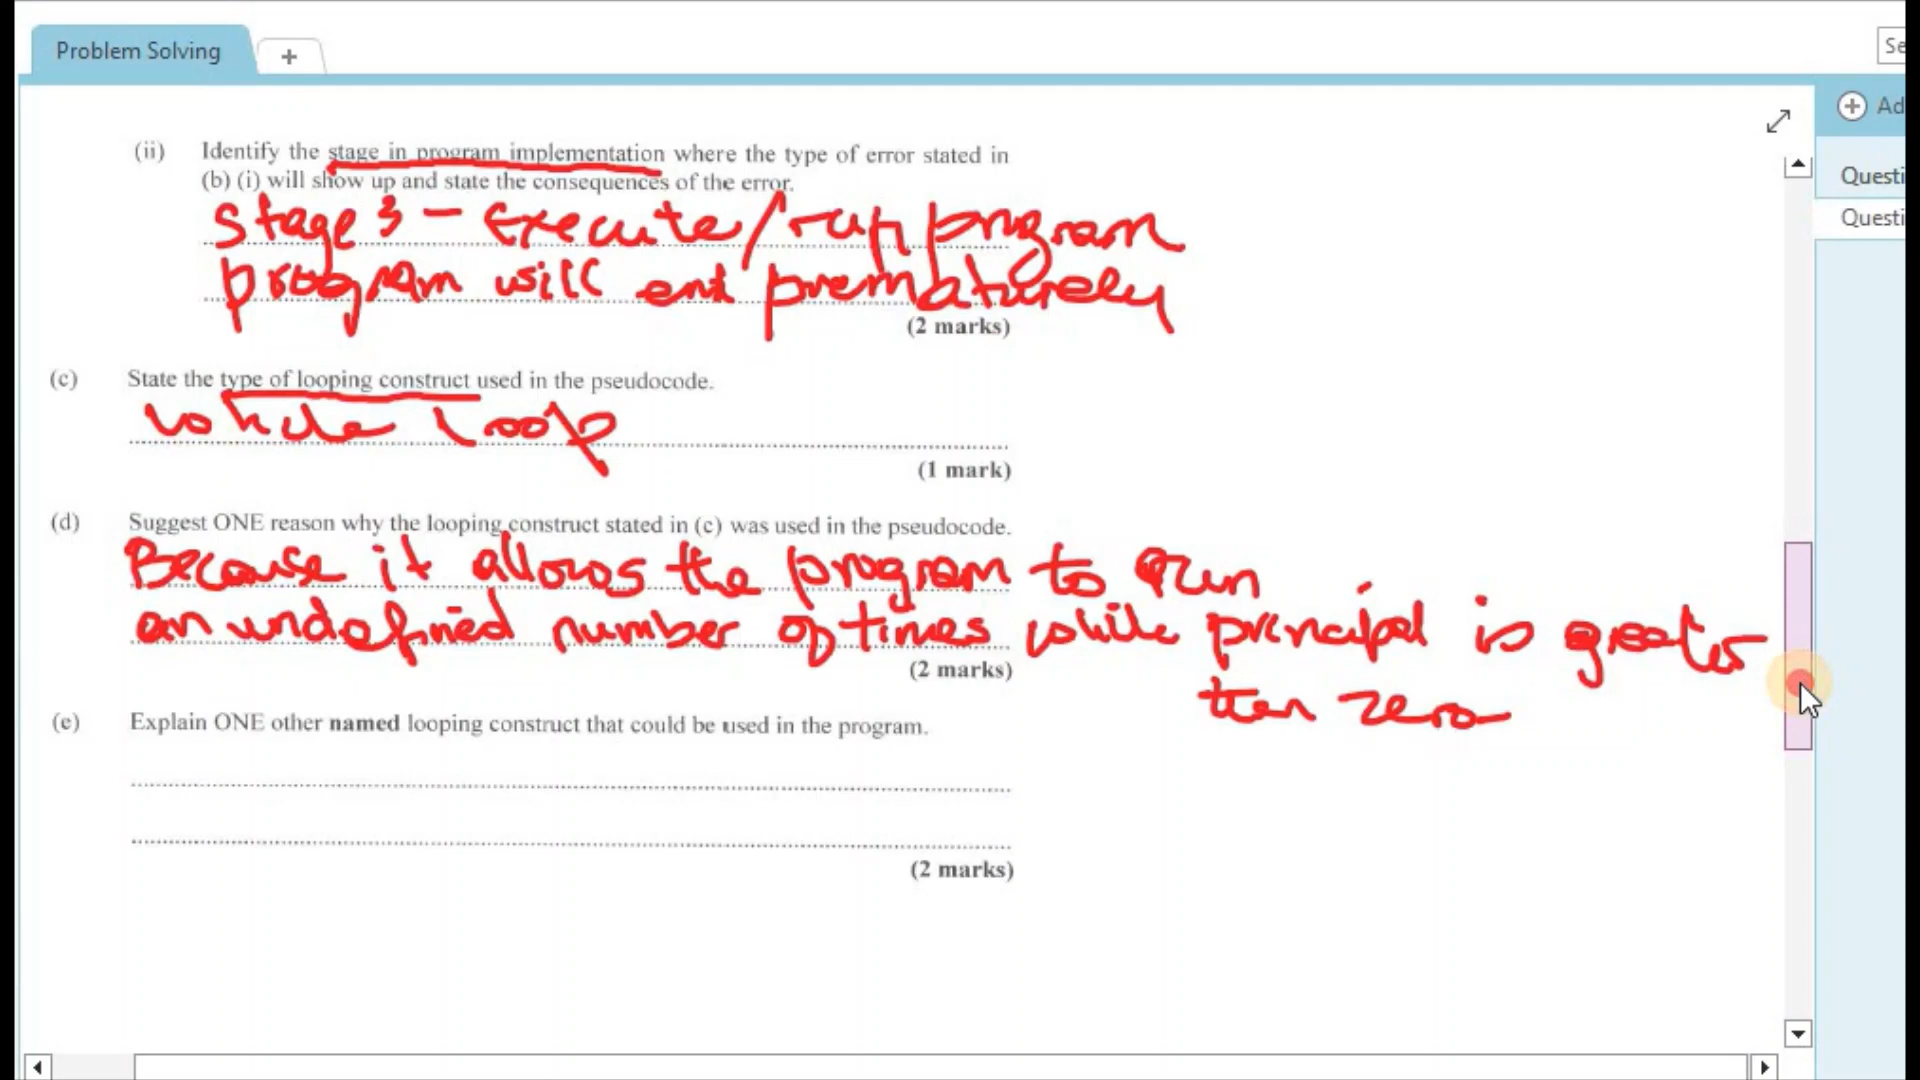 Problem Solving
+
Se
Ad
Questi
Questi
(ii) Identify the stage in program implementation where the type of error stated in
(b) (i) will show up and state the consequences of the error.
Stage 3 - Execute/run program
program will end prematurely
(2 marks)
(c) State the type of looping construct used in the pseudocode.
while loop
(1 mark)
(d) Suggest ONE reason why the looping construct stated in (c) was used in the pseudocode.
Because it allows the program to run
an undefined number of times while principal is greater
than zero
(2 marks)
(e) Explain ONE other named looping construct that could be used in the program.
(2 marks)